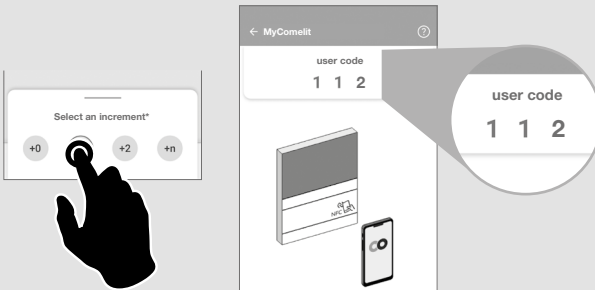 Select an increment*
+0
+2
+n
← MyComelit
?
user code
1 1 2
NFC
user code
1 1 2